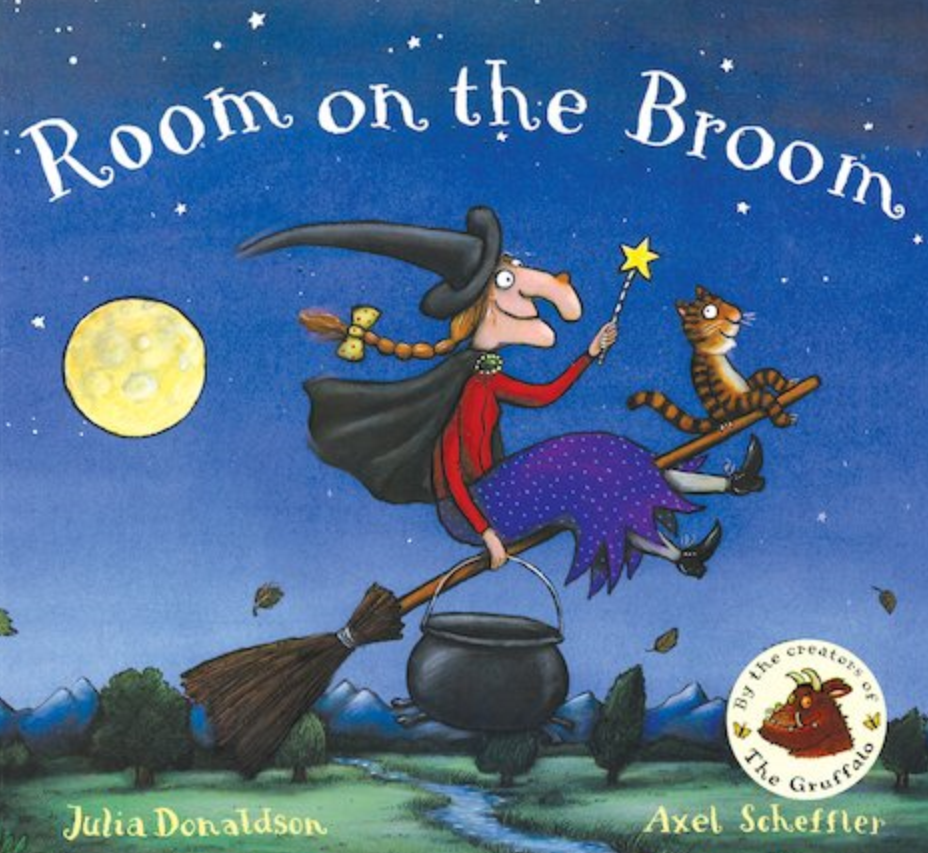 Room on the Broom
By the creators of
The Gruffalo
Julia Donaldson
Axel Scheffler